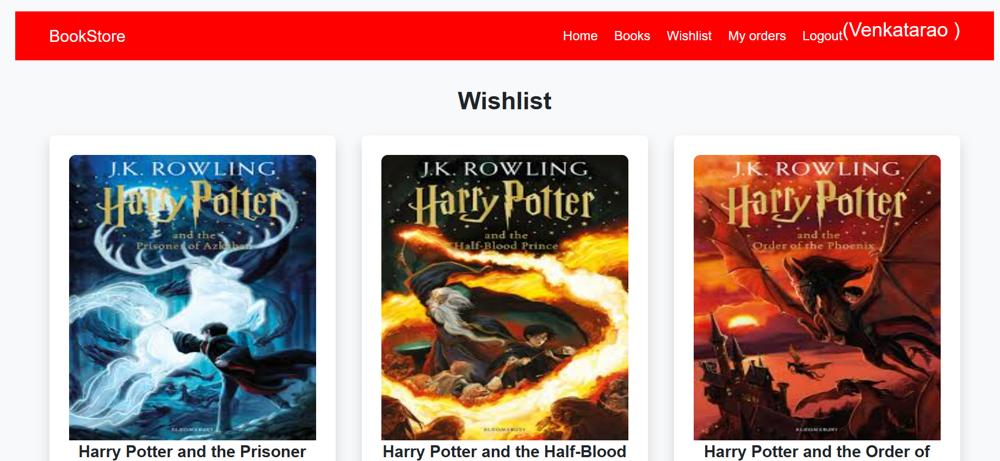 BookStore
Home Books Wishlist My orders Logout(Venkatarao )
Wishlist
J.K. ROWLING
Harry Potter
and the
Prisoner of Azkaban
BLOOMSBURY
Harry Potter and the Prisoner
J.K. ROWLING
Harry Potter
and the
Half-Blood Prince
BLOOMSBURY
Harry Potter and the Half-Blood
J.K. ROWLING
Harry Potter
and the
Order of the Phoenix
BLOOMSBURY
Harry Potter and the Order of